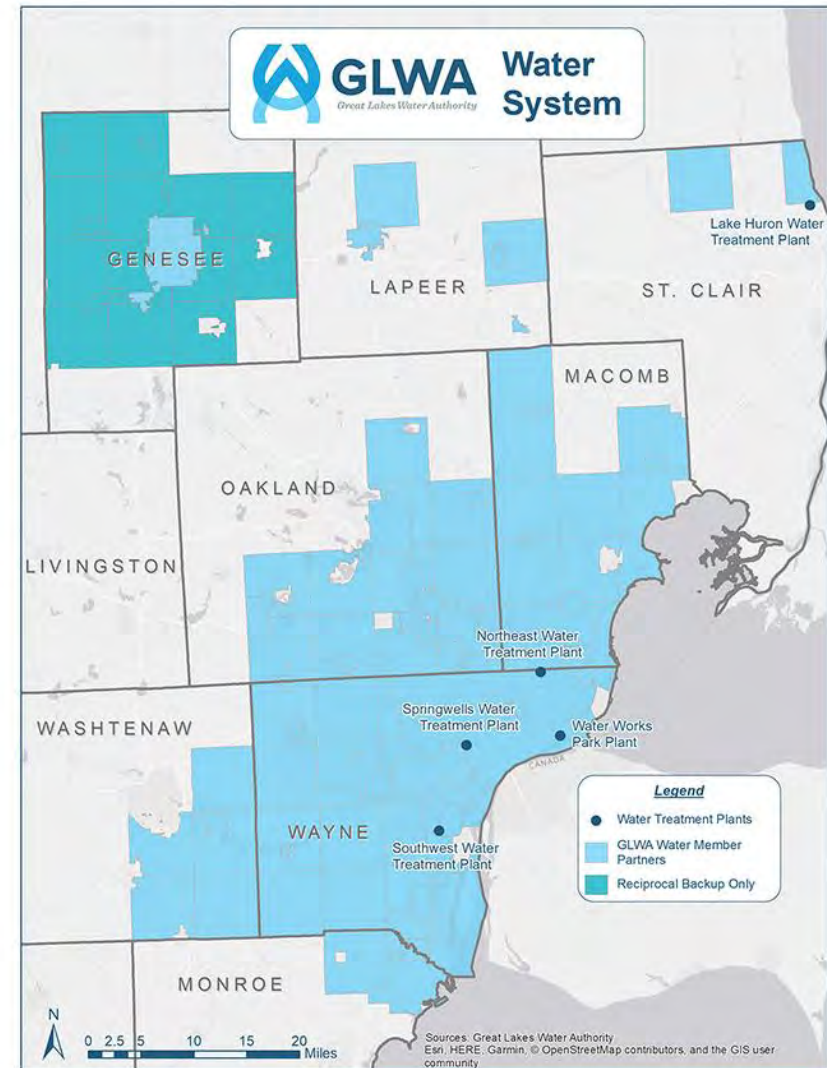 GLWA
Great Lakes Water Authority
Water
System
Lake Huron Water
Treatment Plant
GENESEE
LAPEER
ST. CLAIR
MACOMB
OAKLAND
LIVINGSTON
Northeast Water
Treatment Plant
Springwells Water
Treatment Plant
WASHTENAW
Water Works
Park Plant
CANADA
Legend
Water Treatment Plants
GLWA Water Member
Partners
Reciprocal Backup Only
WAYNE
Southwest Water
Treatment Plant
MONROE
N
0 2.5 5 10 15 20
Miles
Sources: Great Lakes Water Authority
Esri, HERE, Garmin, © OpenStreetMap contributors, and the GIS user
community